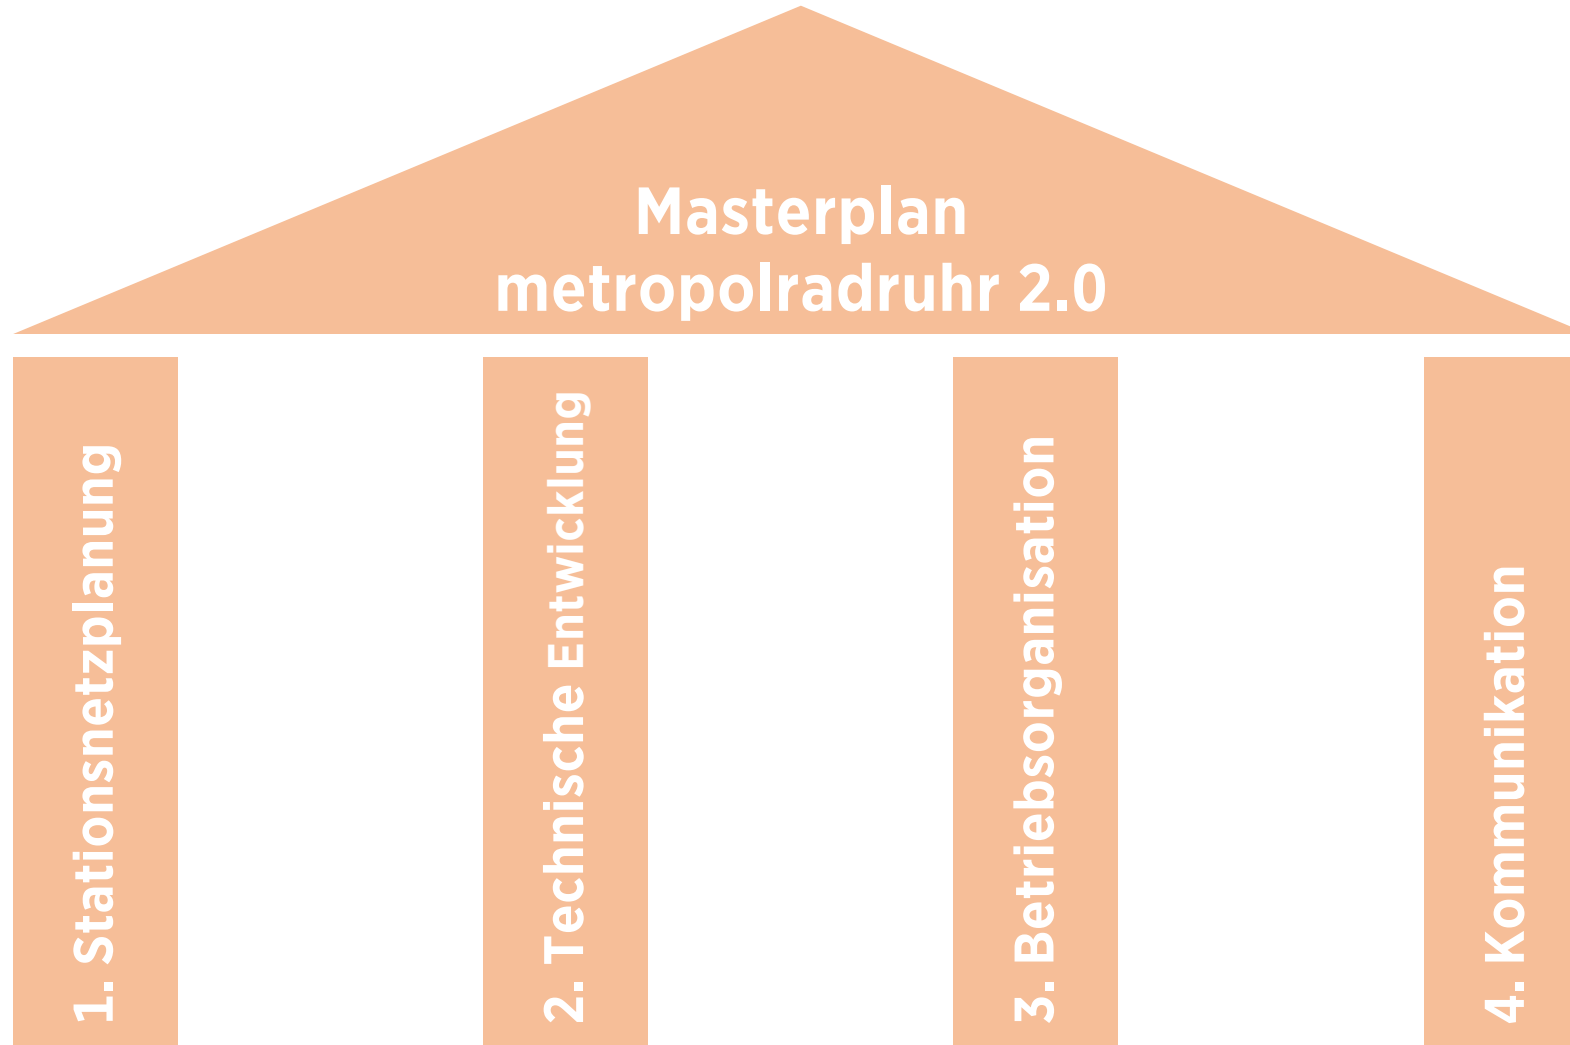 Masterplan
metropolradruhr 2.0
1. Stationsnetzplanung
2. Technische Entwicklung
3. Betriebsorganisation
4. Kommunikation